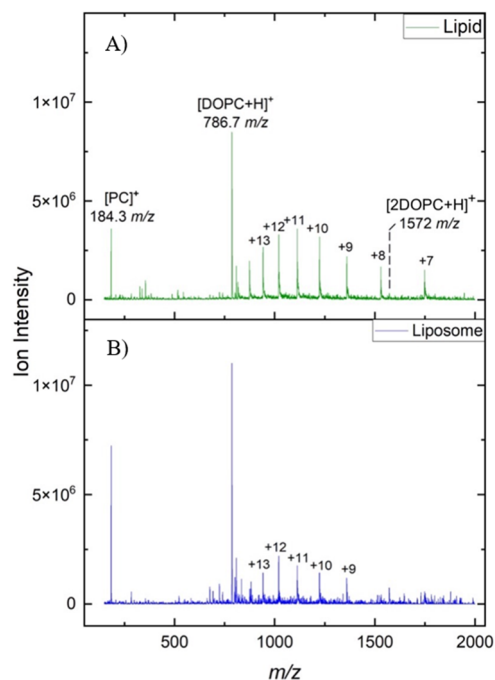 A)
Lipid
[DOPC+H]⁺
786.7 m/z
[PC]⁺
184.3 m/z
[2DOPC+H]⁺
1572 m/z
+13
+12
+11
+10
+9
+8
+7
1×10⁷
5×10⁶
0
B)
Liposome
+13
+12
+11
+10
+9
1×10⁷
5×10⁶
0
Ion Intensity
500
1000
1500
2000
m/z